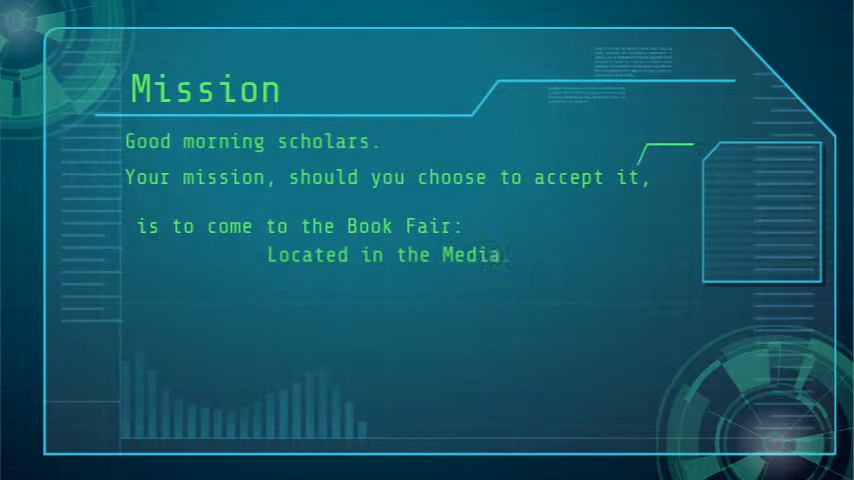 Mission
Good morning scholars.
Your mission, should you choose to accept it,
is to come to the Book Fair:
Located in the Media